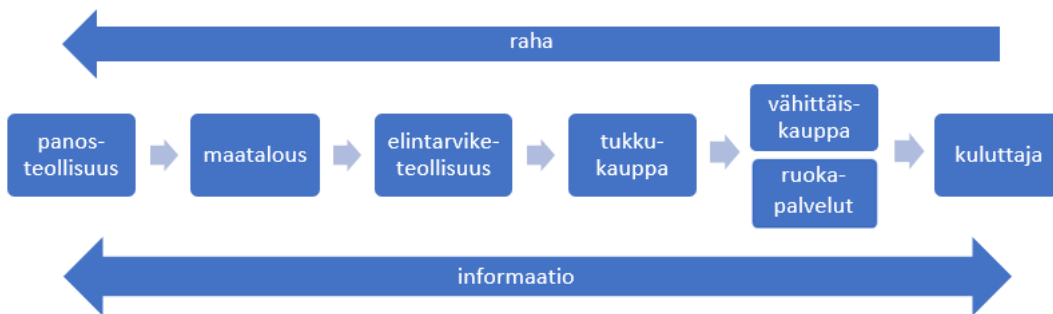 raha
panos-
teollisuus
maatalous
elintarvike-
teollisuus
tukku-
kauppa
vähittäis-
kauppa
ruoka-
palvelut
kuluttaja
informaatio